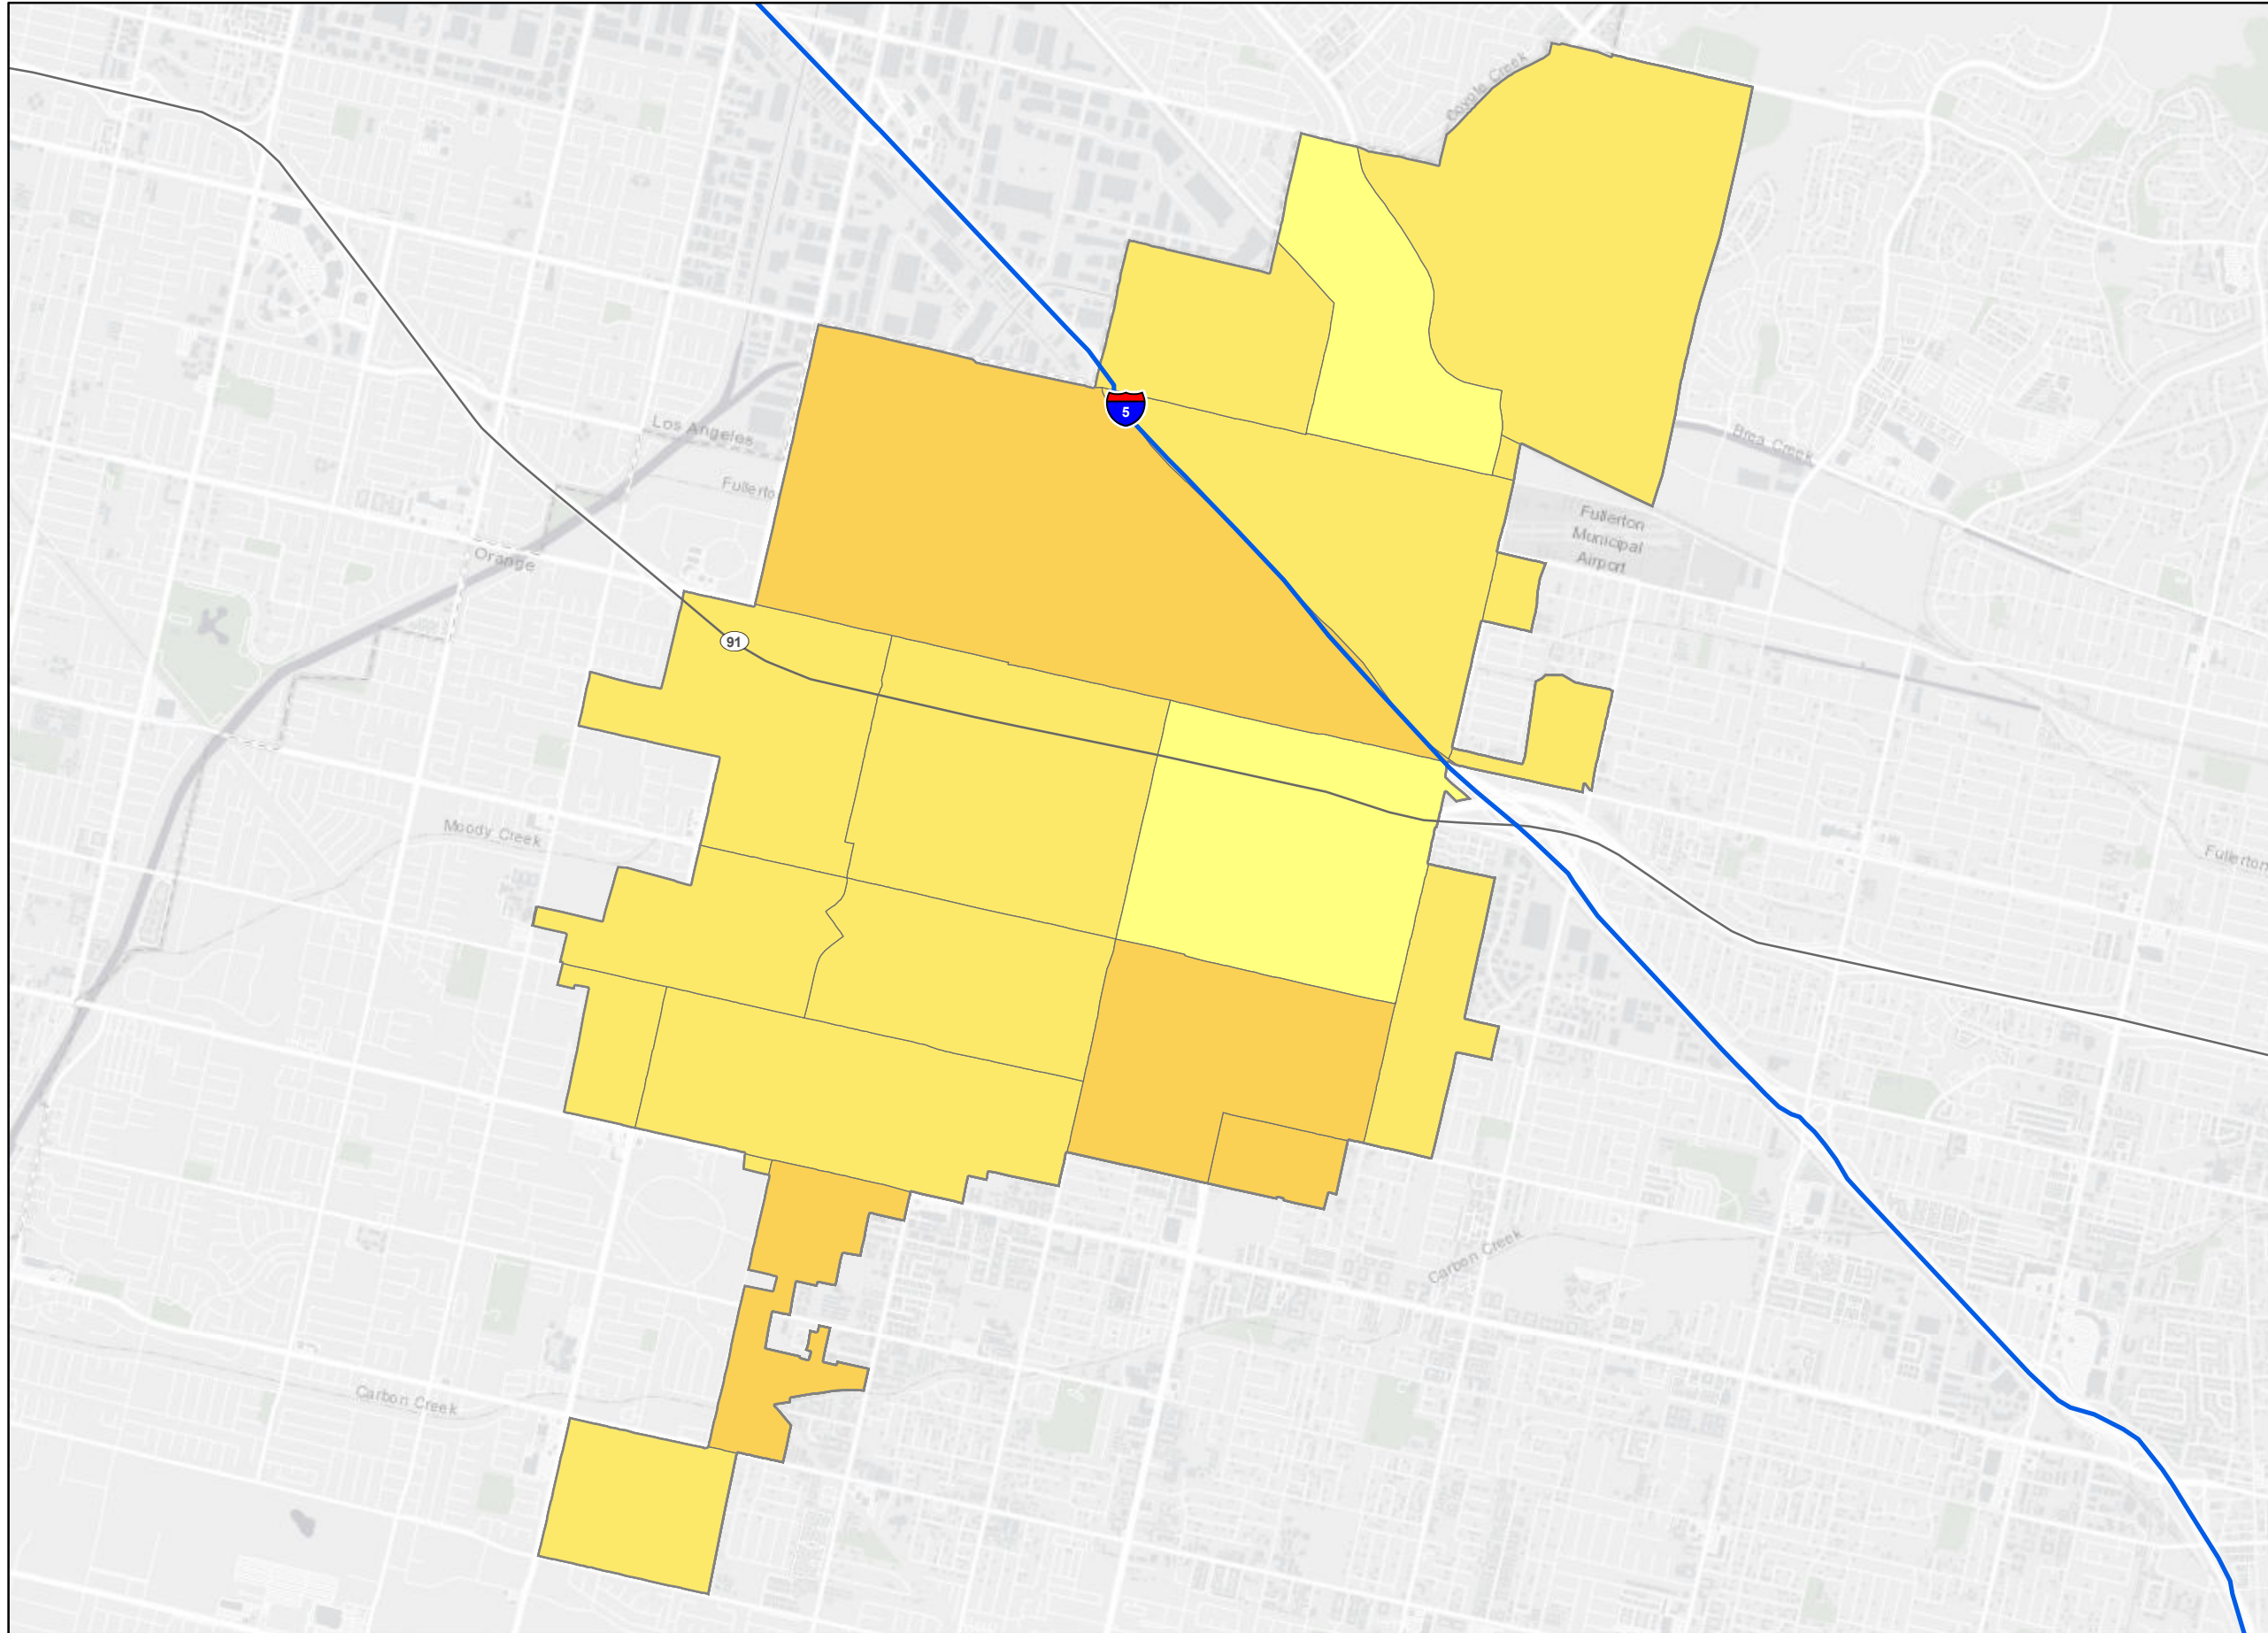 Coyote Creek
5
Los Angeles
Brea Creek
Fullerto
Fullerton
Municipal
Airport
Orange
91
Moody Creek
Fullerton
Carbon Creek
Carbon Creek